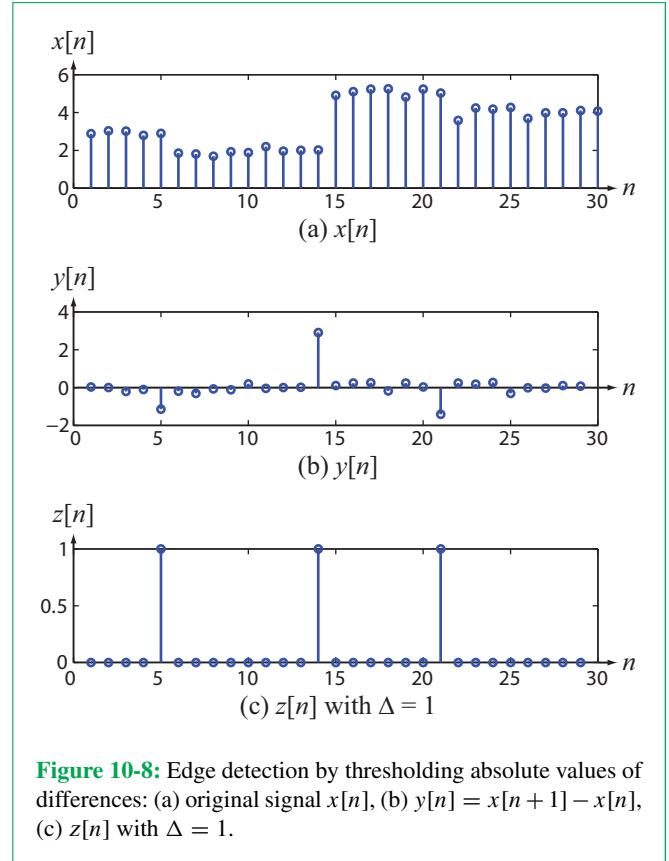 x[n]
6
4
2
0
0 5 10 15 20 25 30 n
(a) x[n]
y[n]
4
2
0
−2
0 5 10 15 20 25 30 n
(b) y[n]
z[n]
1
0.5
0
0 5 10 15 20 25 30 n
(c) z[n] with Δ = 1
Figure 10-8: Edge detection by thresholding absolute values of
differences: (a) original signal x[n], (b) y[n] = x[n + 1] − x[n],
(c) z[n] with Δ = 1.